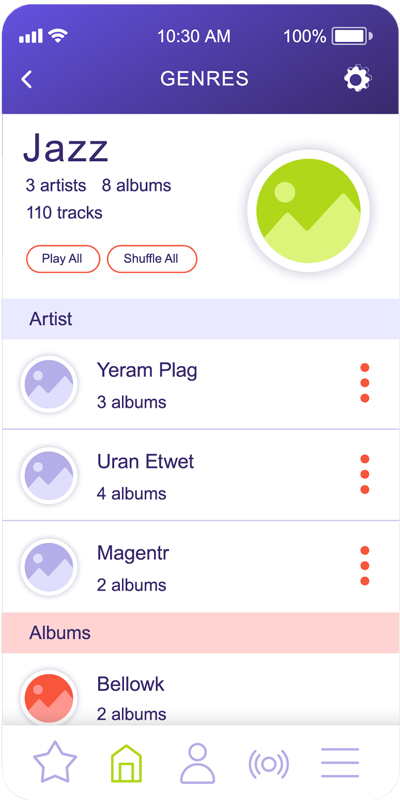 10:30 AM 100%
GENRES
Jazz
3 artists 8 albums
110 tracks
Play All Shuffle All
Artist
Yeram Plag
3 albums
Uran Etwet
4 albums
Magentr
2 albums
Albums
Bellowk
2 albums